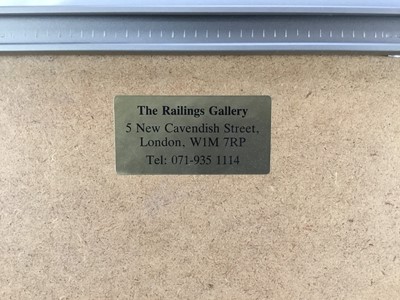 The Railings Gallery
5 New Cavendish Street,
London, W1M 7RP
Tel: 071-935 1114